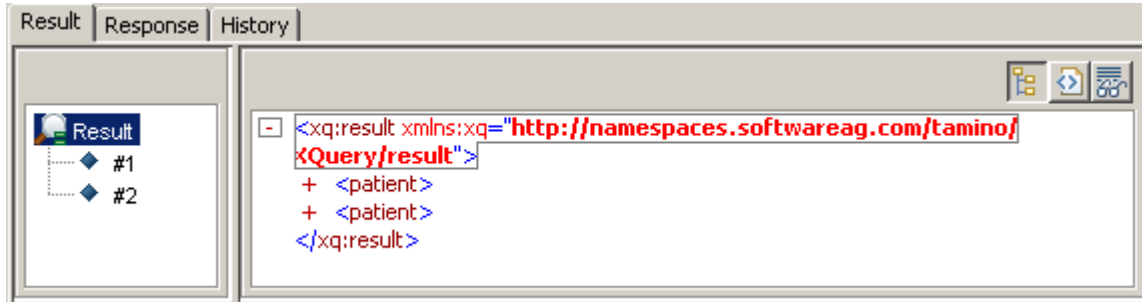 Result Response History
Result
#1
#2
- <xq:result xmlns:xq="http://namespaces.softwareag.com/tamino/
XQuery/result">
+ <patient>
+ <patient>
</xq:result>